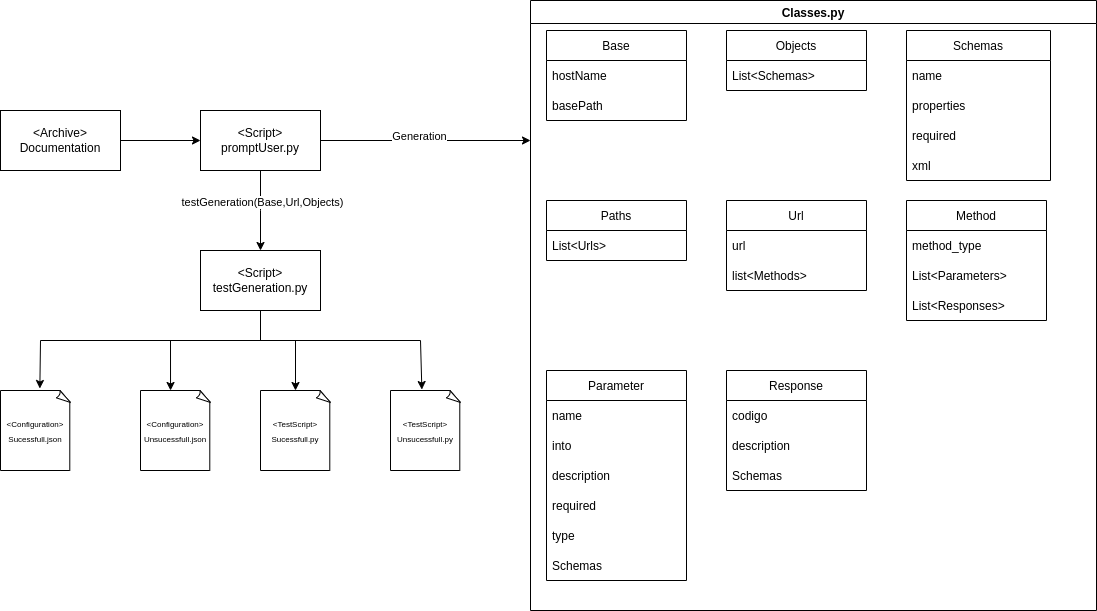 <Archive>
Documentation
<Script>
promptUser.py
Generation
testGeneration(Base,Url,Objects)
<Script>
testGeneration.py
<Configuration>
Sucessfull.json
<Configuration>
Unsucessfull.json
<TestScript>
Sucessfull.py
<TestScript>
Unsucessfull.py
Classes.py
Base
hostName
basePath
Objects
List<Schemas>
Schemas
name
properties
required
xml
Paths
List<Urls>
Url
url
list<Methods>
Method
method_type
List<Parameters>
List<Responses>
Parameter
name
into
description
required
type
Schemas
Response
codigo
description
Schemas